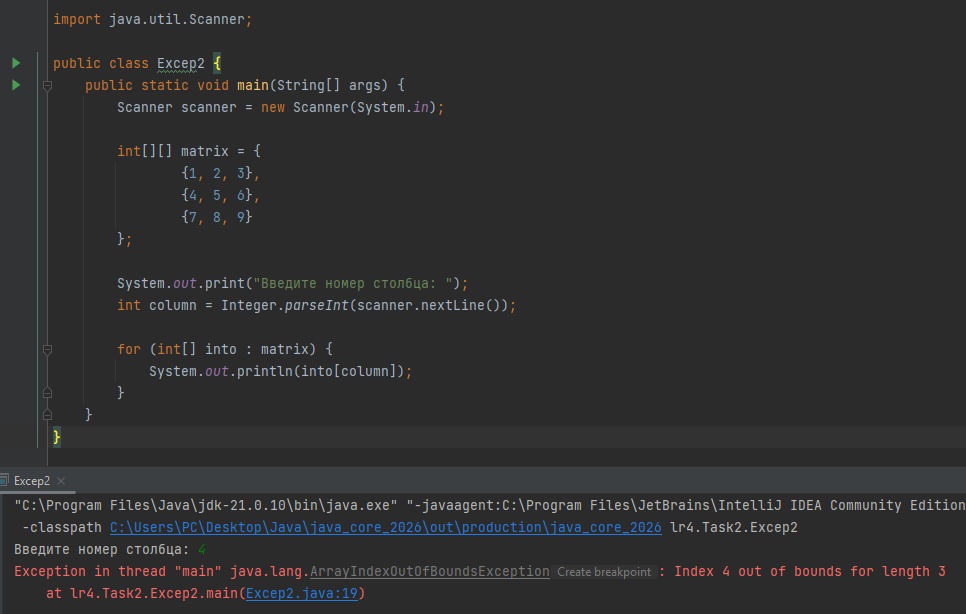 import java.util.Scanner;
public class Excep2 {
public static void main(String[] args) {
Scanner scanner = new Scanner(System.in);
int[][] matrix = {
{1, 2, 3},
{4, 5, 6},
{7, 8, 9}
};
System.out.print("Введите номер столбца: ");
int column = Integer.parseInt(scanner.nextLine());
for (int[] into : matrix) {
System.out.println(into[column]);
}
}
}
Excep2 ×
"C:\Program Files\Java\jdk-21.0.10\bin\java.exe" "-javaagent:C:\Program Files\JetBrains\IntelliJ IDEA Community Edition
-classpath C:\Users\PC\Desktop\Java\java_core_2026\out\production\java_core_2026 lr4.Task2.Excep2
Введите номер столбца: 4
Exception in thread "main" java.lang.ArrayIndexOutOfBoundsException Create breakpoint : Index 4 out of bounds for length 3
at lr4.Task2.Excep2.main(Excep2.java:19)